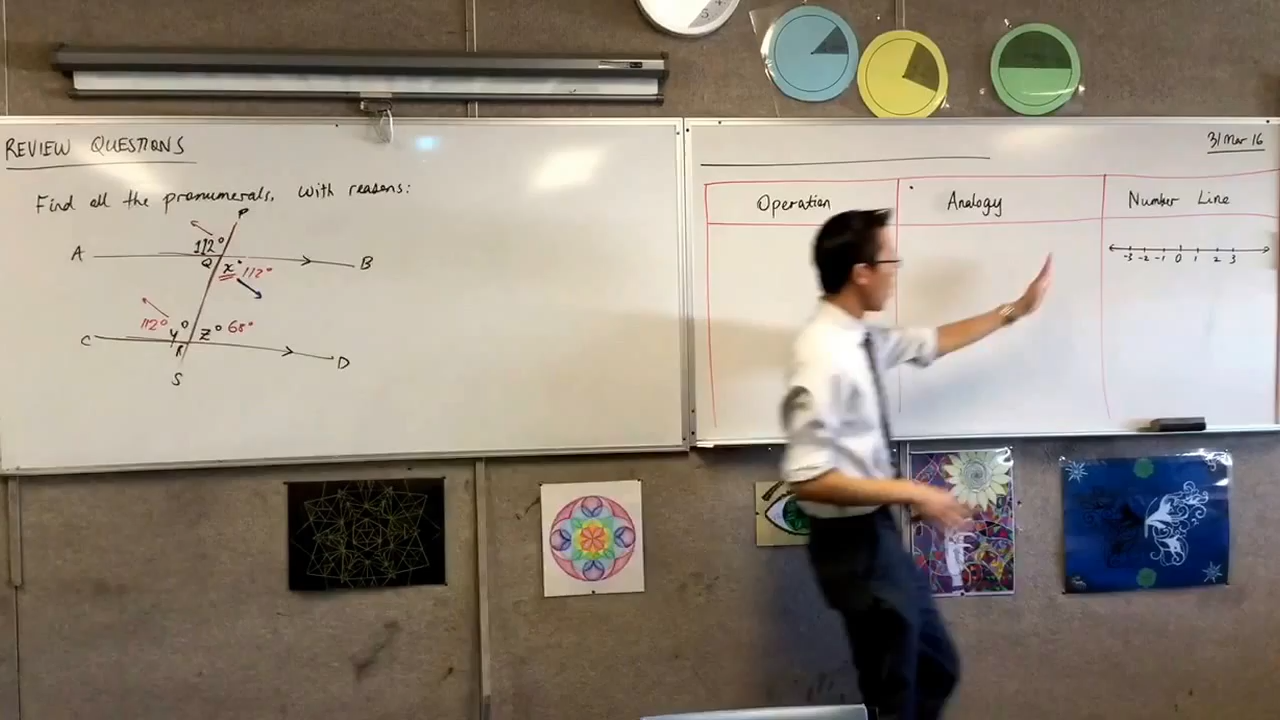 REVIEW QUESTIONS
Find all the pronumerals, with reasons:
P
112°
A
Q
x° 112°
B
112° y° z° 68°
C
R
D
S
31 Mar 16
Operation Analogy Number Line
-3 -2 -1 0 1 2 3